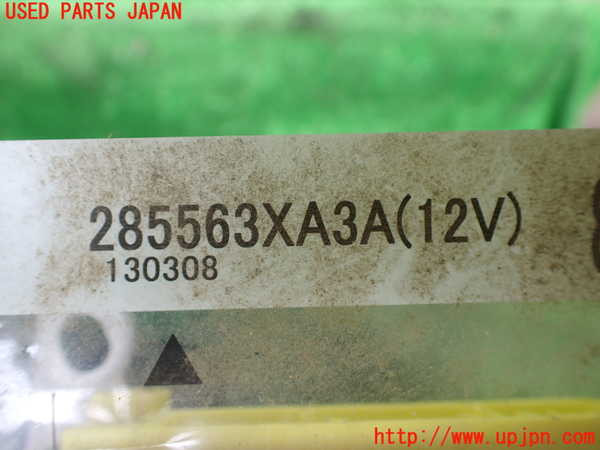 USED PARTS JAPAN
285563XA3A(12V)
130308
http://www.upjpn.com/